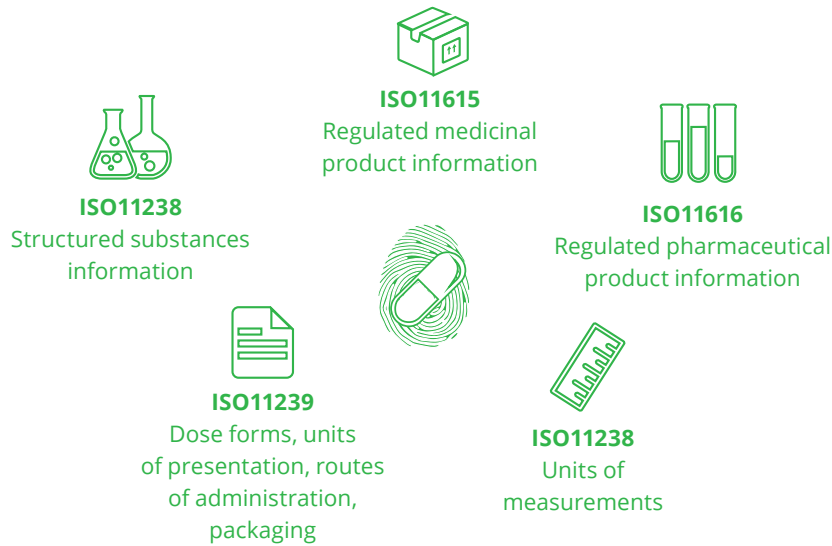 ISO11615
Regulated medicinal
product information
ISO11238
Structured substances
information
ISO11616
Regulated pharmaceutical
product information
ISO11239
Dose forms, units
of presentation, routes
of administration,
packaging
ISO11238
Units of
measurements